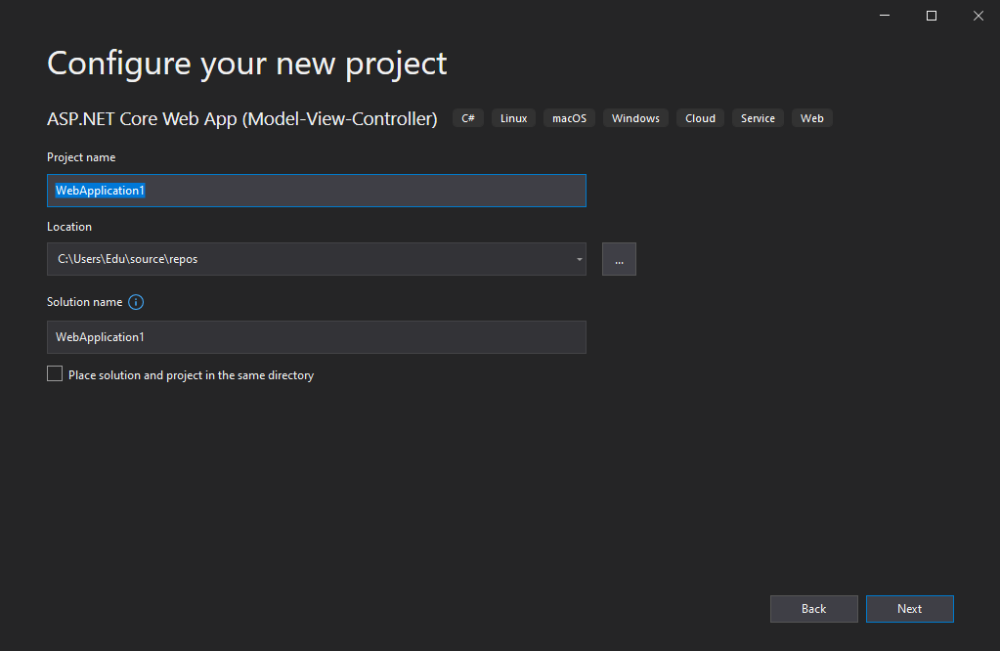 Configure your new project
ASP.NET Core Web App (Model-View-Controller) C# Linux macOS Windows Cloud Service Web
Project name
WebApplication1
Location
C:\Users\Edu\source\repos
...
Solution name
WebApplication1
Place solution and project in the same directory
Back Next